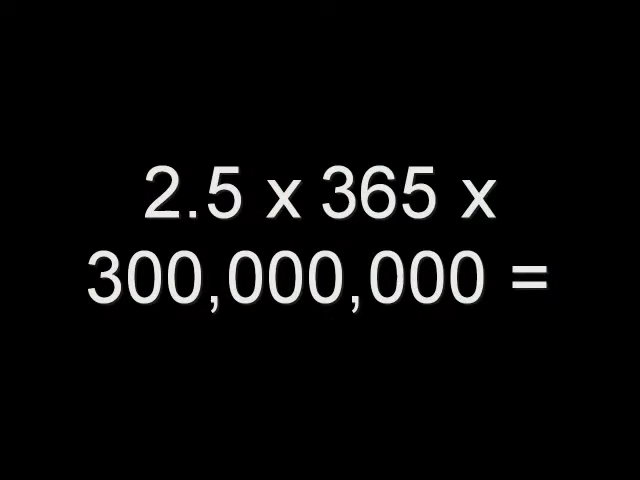 2.5 x 365 x
300,000,000 =